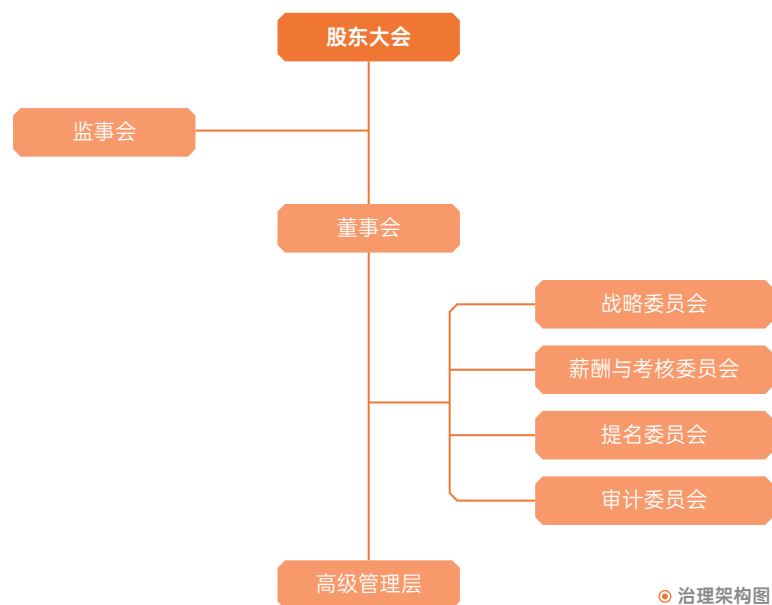 股东大会
监事会
董事会
战略委员会
薪酬与考核委员会
提名委员会
审计委员会
高级管理层
治理架构图